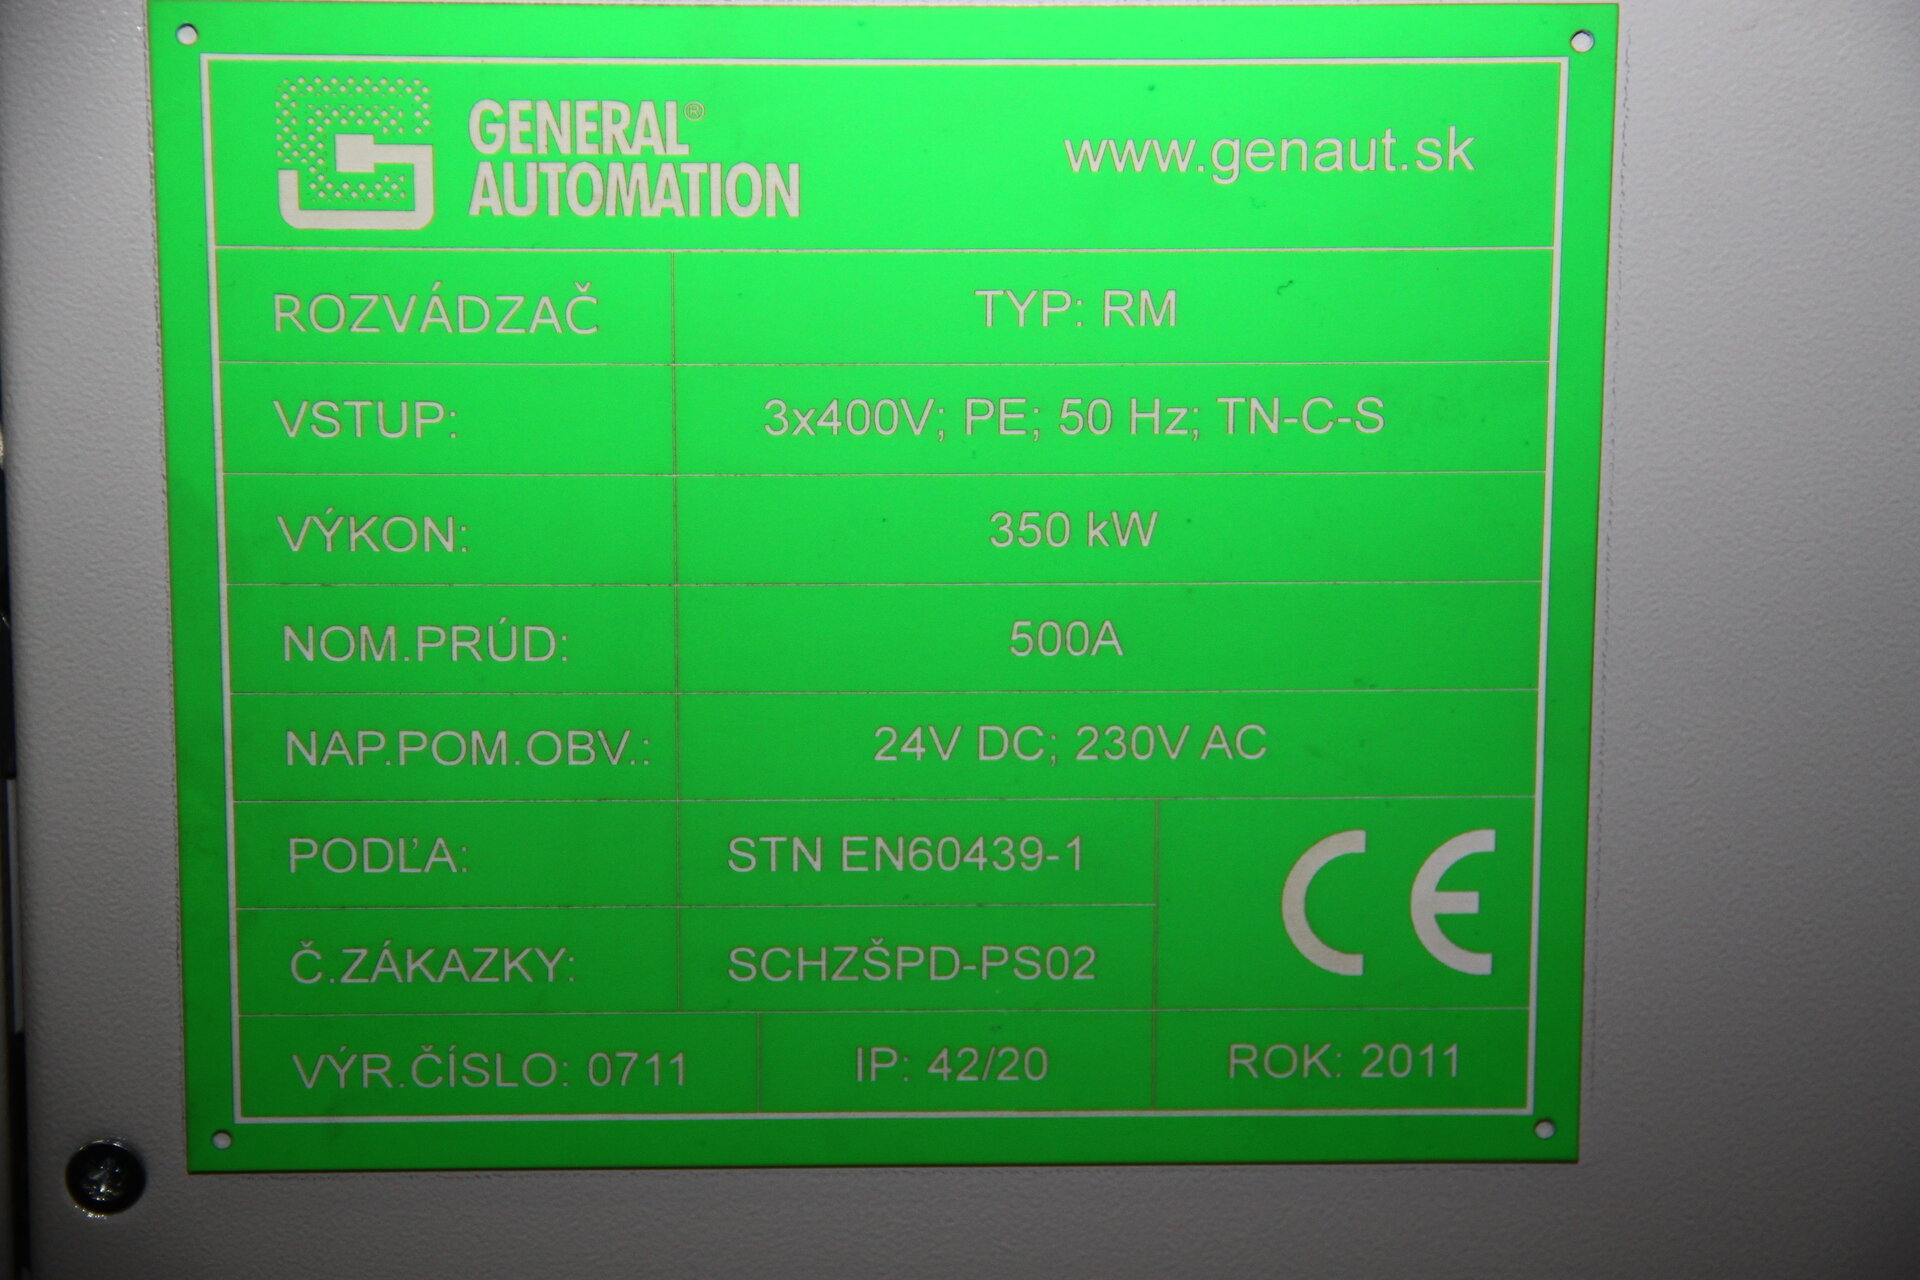 GENERAL®
AUTOMATION
www.genaut.sk
ROZVÁDZAČ TYP: RM
VSTUP: 3x400V; PE; 50 Hz; TN-C-S
VÝKON: 350 kW
NOM.PRÚD: 500A
NAP.POM.OBV.: 24V DC; 230V AC
PODĽA: STN EN60439-1
CE
Č.ZÁKAZKY: SCHZŠPD-PS02
VÝR.ČÍSLO: 0711 IP: 42/20 ROK: 2011